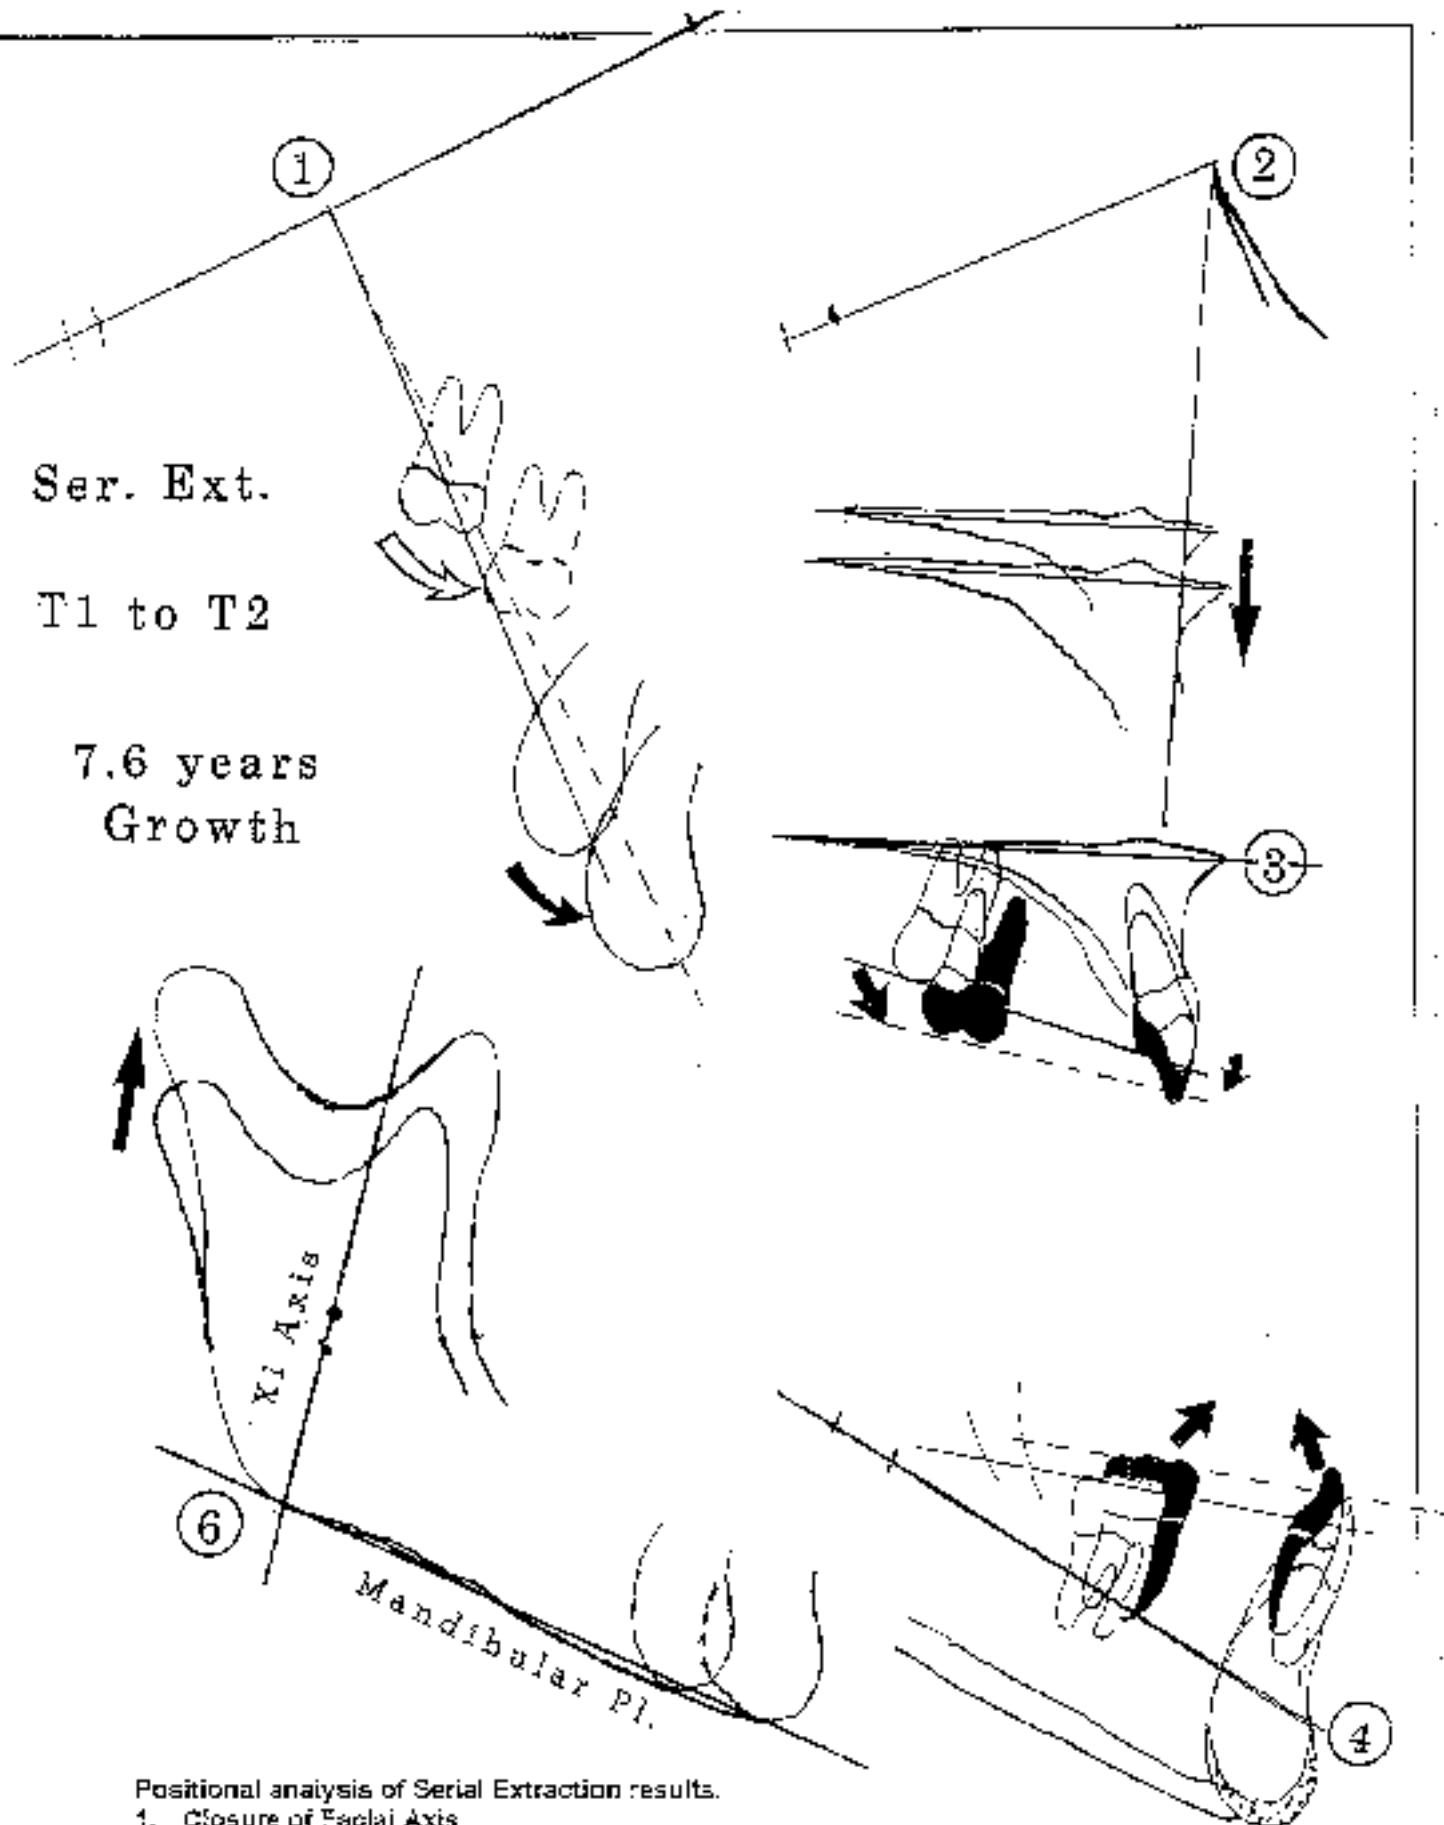 1
2
Ser. Ext.
T1 to T2
7.6 years
Growth
3
Xi Axis
6
Mandibular Pl.
4
Positional analysis of Serial Extraction results.
1. Closure of Facial Axis